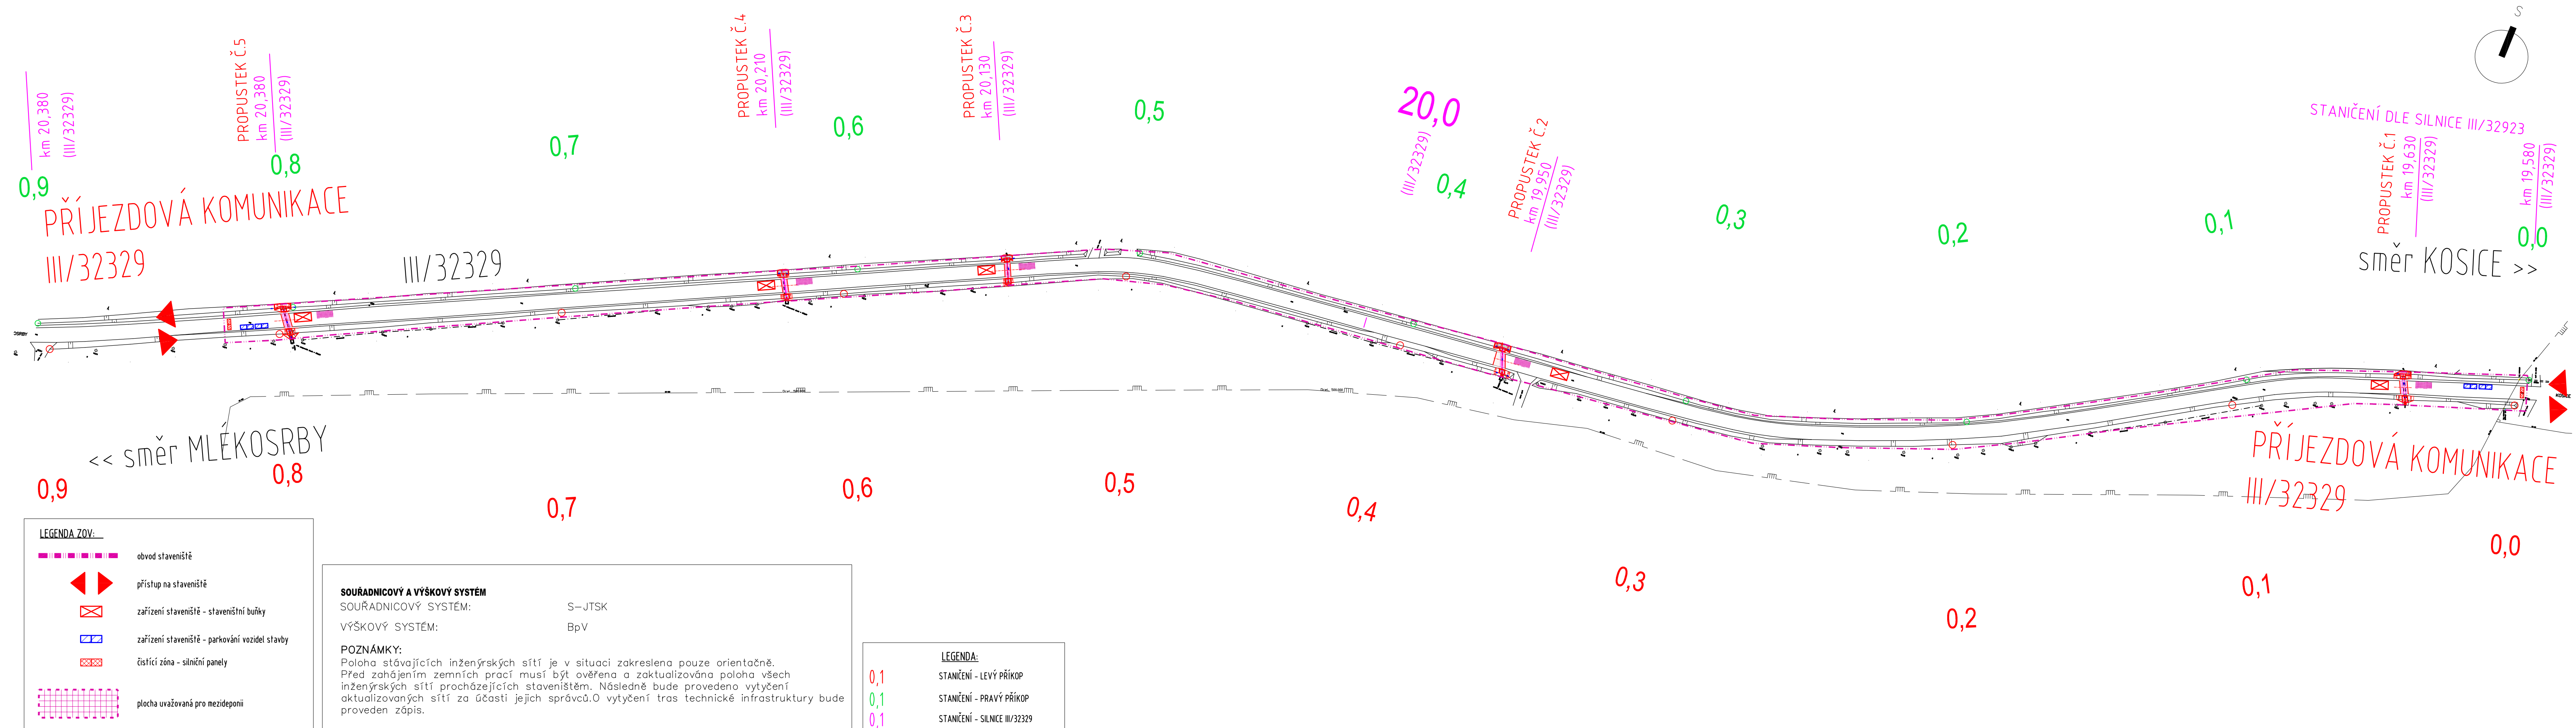 S
km 20,380
(III/32329)
PROPUSTEK Č.5
km 20,380
(III/32329)
PROPUSTEK Č.4
km 20,210
(III/32329)
PROPUSTEK Č.3
km 20,130
(III/32329)
20,0
(III/32329)
PROPUSTEK Č.2
km 19,950
(III/32329)
STANIČENÍ DLE SILNICE III/32923
PROPUSTEK Č.1
km 19,630
(III/32329)
km 19,580
(III/32329)
0,9
0,8
0,7
0,6
0,5
0,4
0,3
0,2
0,1
0,0
PŘÍJEZDOVÁ KOMUNIKACE
III/32329
III/32329
směr KOSICE >>
<< směr MLÉKOSRBY
PŘÍJEZDOVÁ KOMUNIKACE
III/32329
0,9
0,8
0,7
0,6
0,5
0,4
0,3
0,2
0,1
0,0
LEGENDA ZOV:
obvod staveniště
přístup na staveniště
zařízení staveniště - staveništní buňky
zařízení staveniště - parkování vozidel stavby
čistící zóna - silniční panely
plocha uvažovaná pro mezideponii
SOUŘADNICOVÝ A VÝŠKOVÝ SYSTÉM
SOUŘADNICOVÝ SYSTÉM: S-JTSK
VÝŠKOVÝ SYSTÉM: BpV
POZNÁMKY:
Poloha stávajících inženýrských sítí je v situaci zakreslena pouze orientačně.
Před zahájením zemních prací musí být ověřena a zaktualizována poloha všech
inženýrských sítí procházejících staveništěm. Následně bude provedeno vytyčení
aktualizovaných sítí za účasti jejich správců.O vytyčení tras technické infrastruktury bude
proveden zápis.
LEGENDA:
0,1 STANIČENÍ - LEVÝ PŘÍKOP
0,1 STANIČENÍ - PRAVÝ PŘÍKOP
0,1 STANIČENÍ - SILNICE III/32329